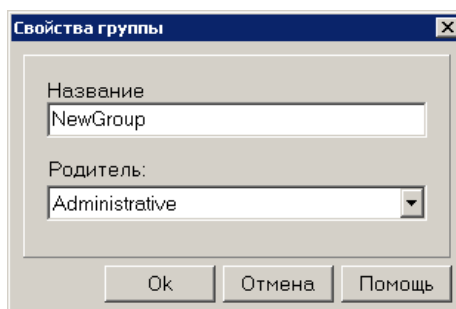 Свойства группы
Название
NewGroup
Родитель:
Administrative
Ok Отмена Помощь